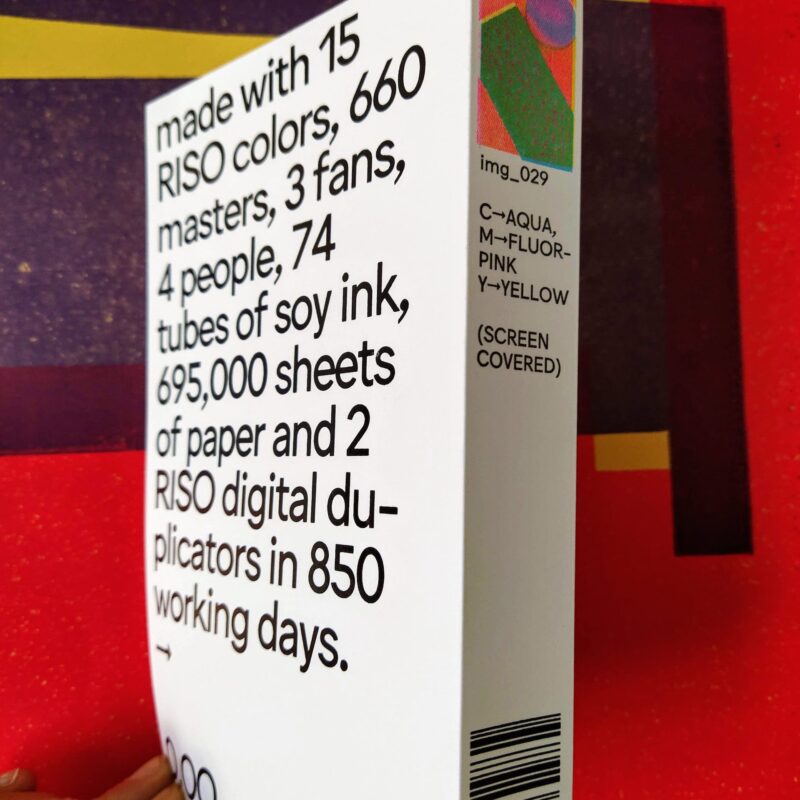 made with 15
RISO colors, 660
masters, 3 fans,
4 people, 74
tubes of soy ink,
695,000 sheets
of paper and 2
RISO digital du-
plicators in 850
working days.
→
img_029
C→AQUA,
M→FLUOR-
PINK
Y→YELLOW
(SCREEN
COVERED)